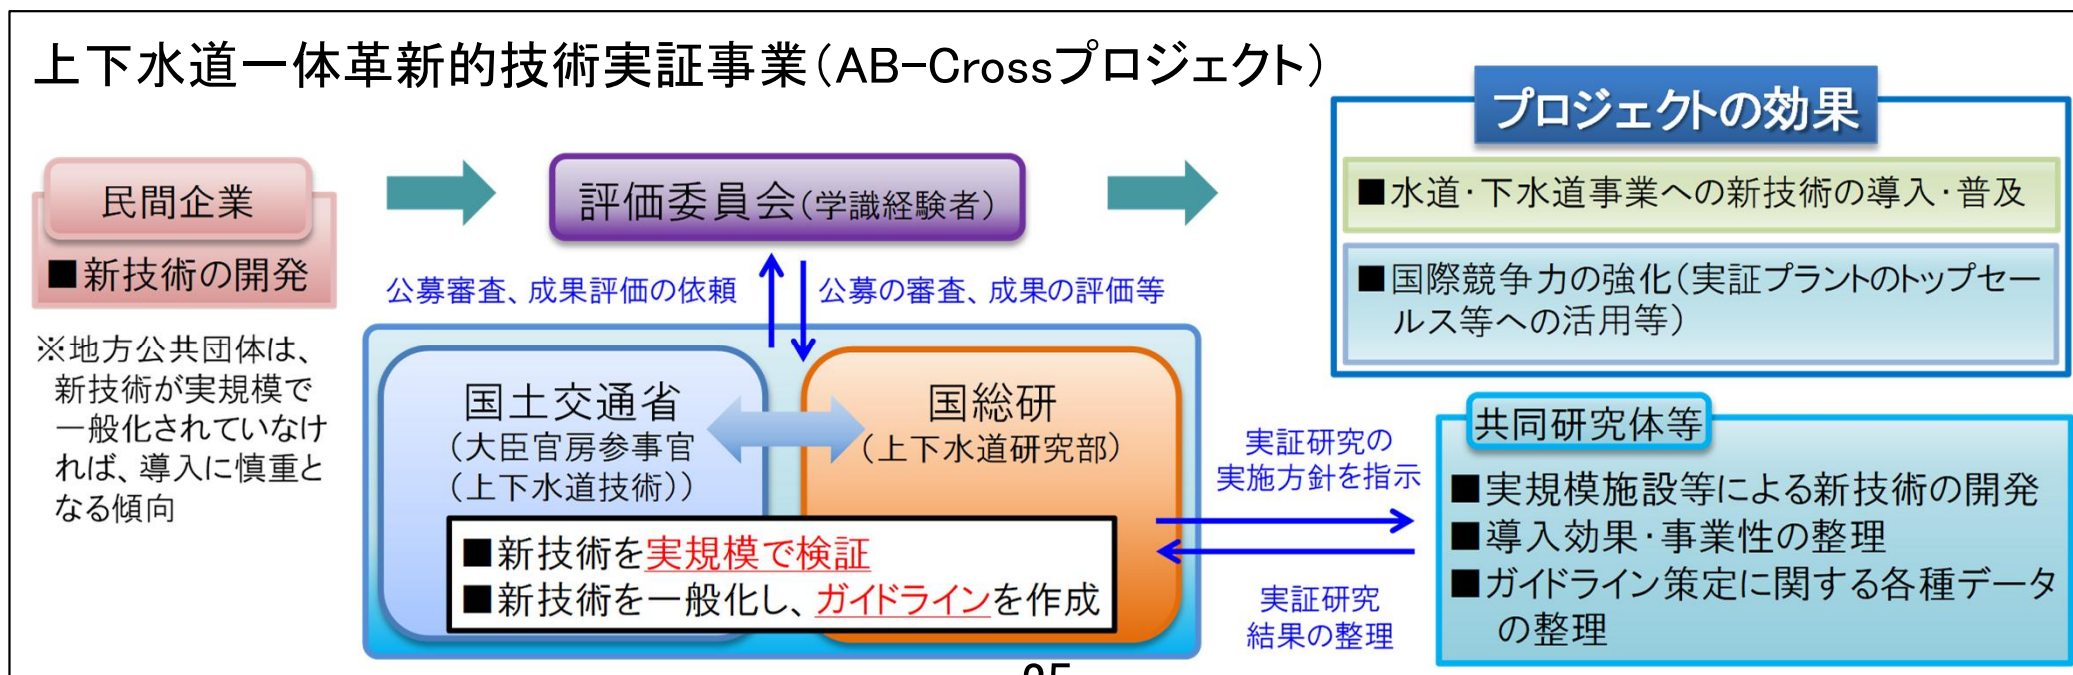 上下水道一体革新的技術実証事業（AB-Crossプロジェクト）
民間企業
■新技術の開発
※地方公共団体は、
新技術が実規模で
一般化されていなけ
れば、導入に慎重と
なる傾向
評価委員会（学識経験者）
公募審査、成果評価の依頼
公募の審査、成果の評価等
国土交通省
（大臣官房参事官
（上下水道技術））
国総研
（上下水道研究部）
■新技術を実規模で検証
■新技術を一般化し、ガイドラインを作成
実証研究の
実施方針を指示
実証研究
結果の整理
プロジェクトの効果
■水道・下水道事業への新技術の導入・普及
■国際競争力の強化（実証プラントのトップセー
ルス等への活用等）
共同研究体等
■実規模施設等による新技術の開発
■導入効果・事業性の整理
■ガイドライン策定に関する各種データ
の整理